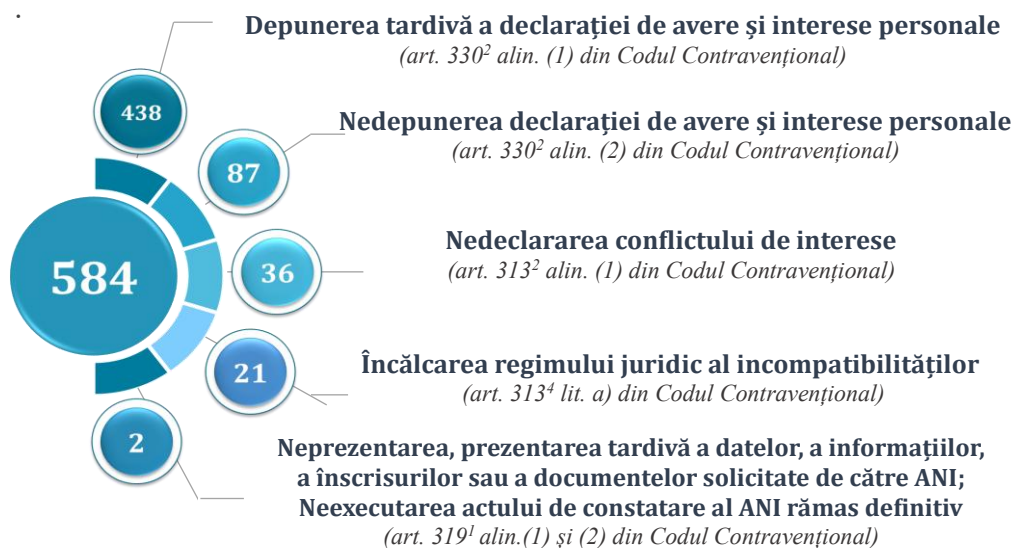 .
Depunerea tardivă a declarației de avere și interese personale
(art. 330² alin. (1) din Codul Contravențional)
438
Nedepunerea declarației de avere și interese personale
(art. 330² alin. (2) din Codul Contravențional)
87
584
Nedeclararea conflictului de interese
(art. 313² alin. (1) din Codul Contravențional)
36
Încălcarea regimului juridic al incompatibilităților
(art. 313⁴ lit. a) din Codul Contravențional)
21
Neprezentarea, prezentarea tardivă a datelor, a informațiilor,
a înscrisurilor sau a documentelor solicitate de către ANI;
Neexecutarea actului de constatare al ANI rămas definitiv
(art. 319¹ alin.(1) și (2) din Codul Contravențional)
2